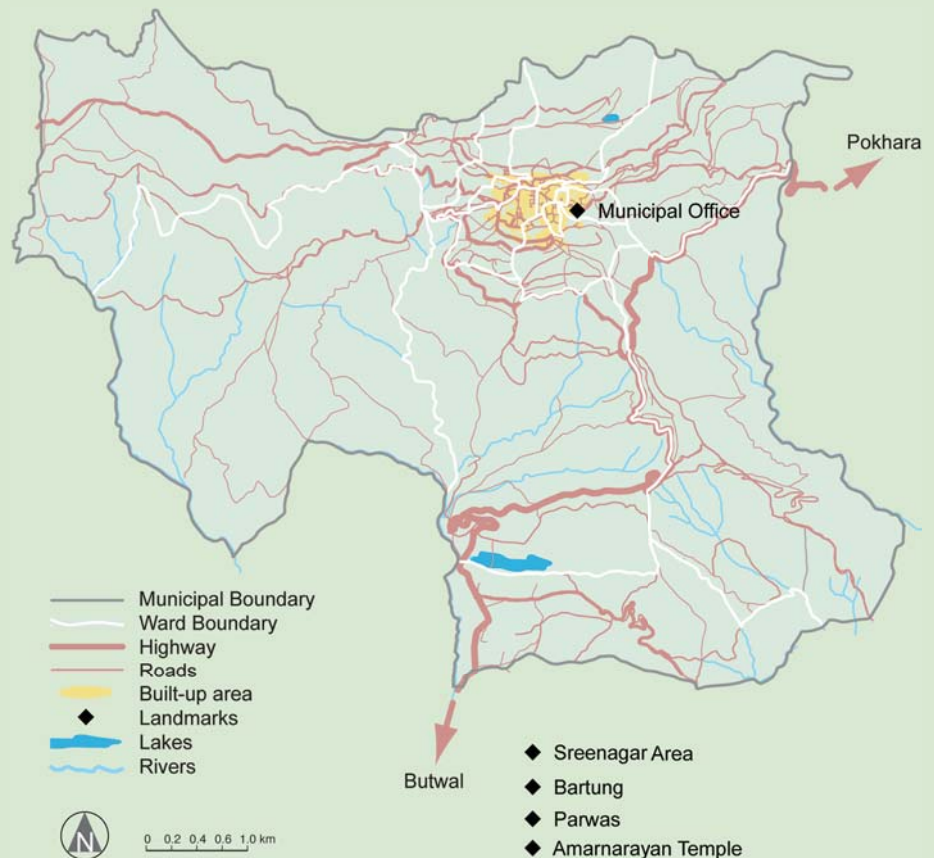 Pokhara
Municipal Office
Municipal Boundary
Ward Boundary
Highway
Roads
Built-up area
Landmarks
Lakes
Rivers
Butwal
Sreenagar Area
Bartung
Parwas
Amarnarayan Temple
N
0 0.2 0.4 0.6 1.0 km